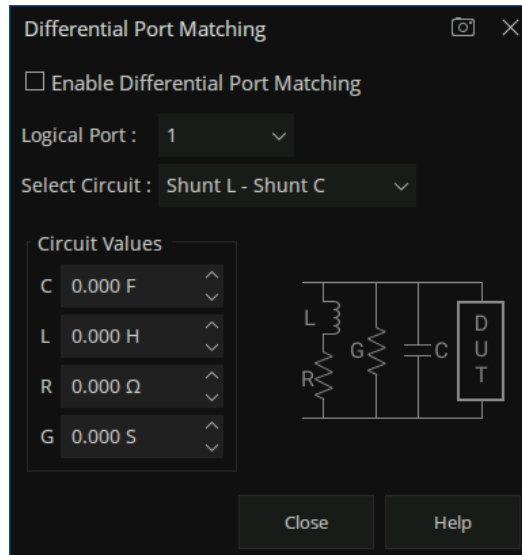 Differential Port Matching
Enable Differential Port Matching
Logical Port : 1
Select Circuit : Shunt L - Shunt C
Circuit Values
C 0.000 F
L 0.000 H
R 0.000 Ω
G 0.000 S
L
R
G
C
D
U
T
Close Help